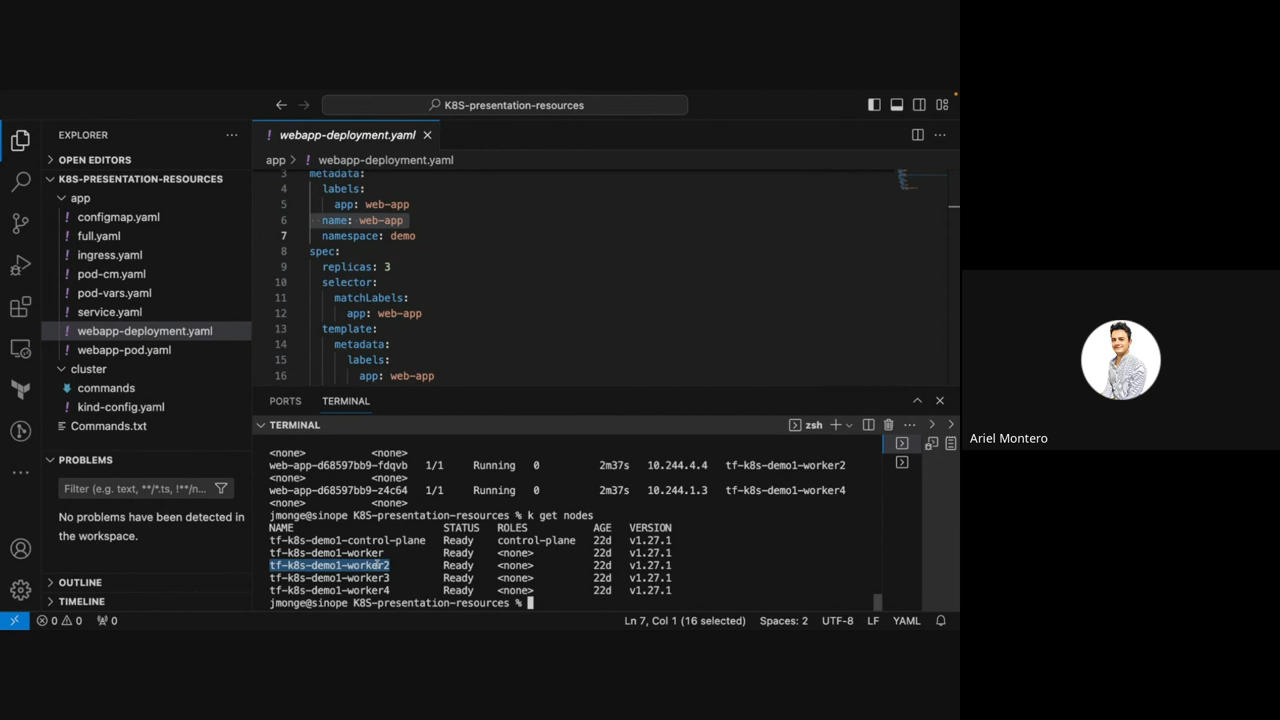 K8S-presentation-resources
EXPLORER
webapp-deployment.yaml
OPEN EDITORS
app > webapp-deployment.yaml
K8S-PRESENTATION-RESOURCES
app
configmap.yaml
full.yaml
ingress.yaml
pod-cm.yaml
pod-vars.yaml
service.yaml
webapp-deployment.yaml
webapp-pod.yaml
cluster
commands
kind-config.yaml
Commands.txt
PROBLEMS
Filter (e.g. text, **/*.ts, !**/n...
No problems have been detected in
the workspace.
OUTLINE
TIMELINE
3 metadata:
4 labels:
5 app: web-app
6 name: web-app
7 namespace: demo
8 spec:
9 replicas: 3
10 selector:
11 matchLabels:
12 app: web-app
13 template:
14 metadata:
15 labels:
16 app: web-app
PORTS TERMINAL
TERMINAL
zsh
<none> <none>
web-app-d68597bb9-fdqvb 1/1 Running 0 2m37s 10.244.4.4 tf-k8s-demo1-worker2
<none> <none>
web-app-d68597bb9-z4c64 1/1 Running 0 2m37s 10.244.1.3 tf-k8s-demo1-worker4
<none> <none>
jmonge@sinope K8S-presentation-resources % k get nodes
NAME STATUS ROLES AGE VERSION
tf-k8s-demo1-control-plane Ready control-plane 22d v1.27.1
tf-k8s-demo1-worker Ready <none> 22d v1.27.1
tf-k8s-demo1-worker2 Ready <none> 22d v1.27.1
tf-k8s-demo1-worker3 Ready <none> 22d v1.27.1
tf-k8s-demo1-worker4 Ready <none> 22d v1.27.1
jmonge@sinope K8S-presentation-resources %
0 0 0 Ln 7, Col 1 (16 selected) Spaces: 2 UTF-8 LF YAML
Ariel Montero